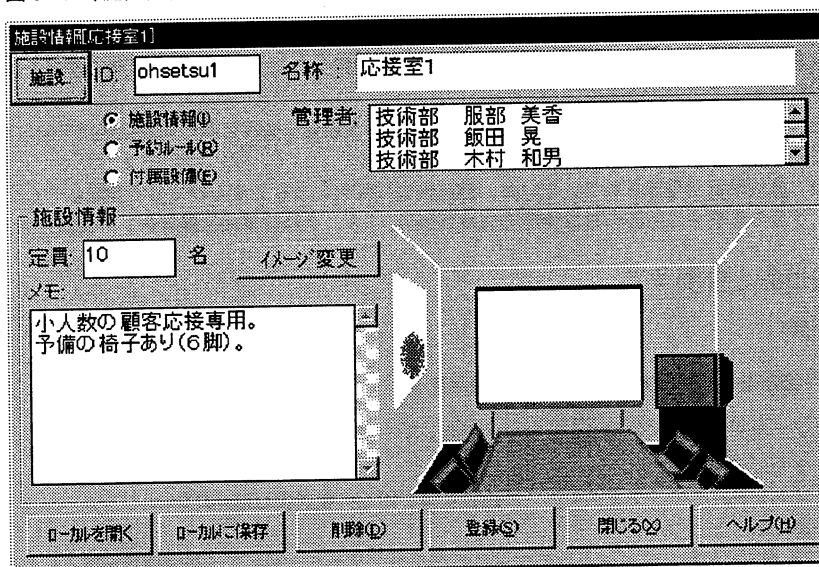 施設情報[応接室1]
施設 ID: ohsetsu1 名称: 応接室1
施設情報(I) 管理者: 技術部 服部 美香
予約ルール(R) 技術部 飯田 晃
付属設備(E) 技術部 木村 和男
施設情報
定員: 10 名 イメージ変更
メモ:
小人数の顧客応接専用。
予備の椅子あり(6脚)。
ローカルを開く ローカルに保存 削除(D) 登録(S) 閉じる(X) ヘルプ(H)